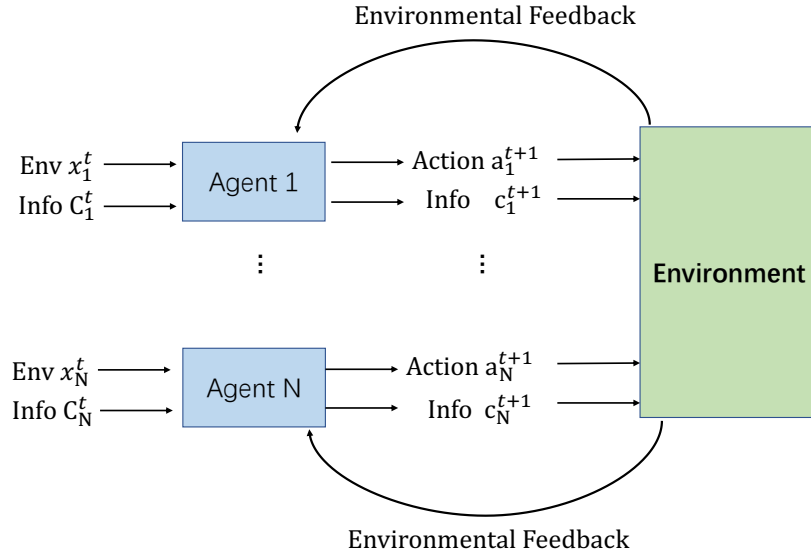 Environmental Feedback
Env x₁ᵗ
Info C₁ᵗ
Agent 1
Action a₁ᵗ⁺¹
Info c₁ᵗ⁺¹
⋮ ⋮
Environment
Env x_Nᵗ
Info C_Nᵗ
Agent N
Action a_Nᵗ⁺¹
Info c_Nᵗ⁺¹
Environmental Feedback